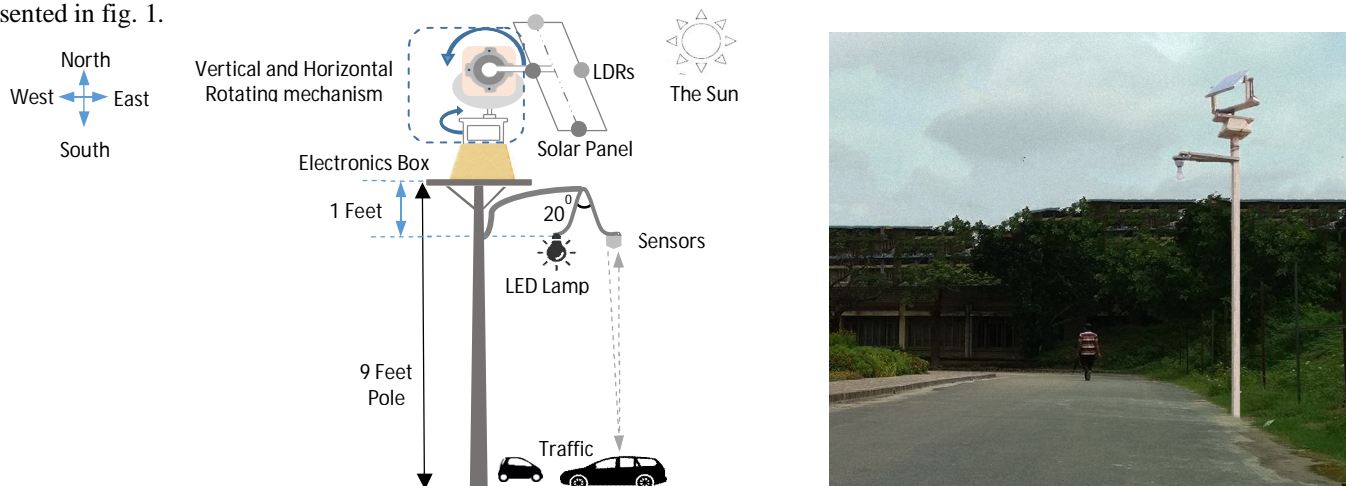 sented in fig. 1.
North
West East
South
Vertical and Horizontal
Rotating mechanism
LDRs
The Sun
Solar Panel
Electronics Box
1 Feet
20⁰
Sensors
LED Lamp
9 Feet
Pole
Traffic